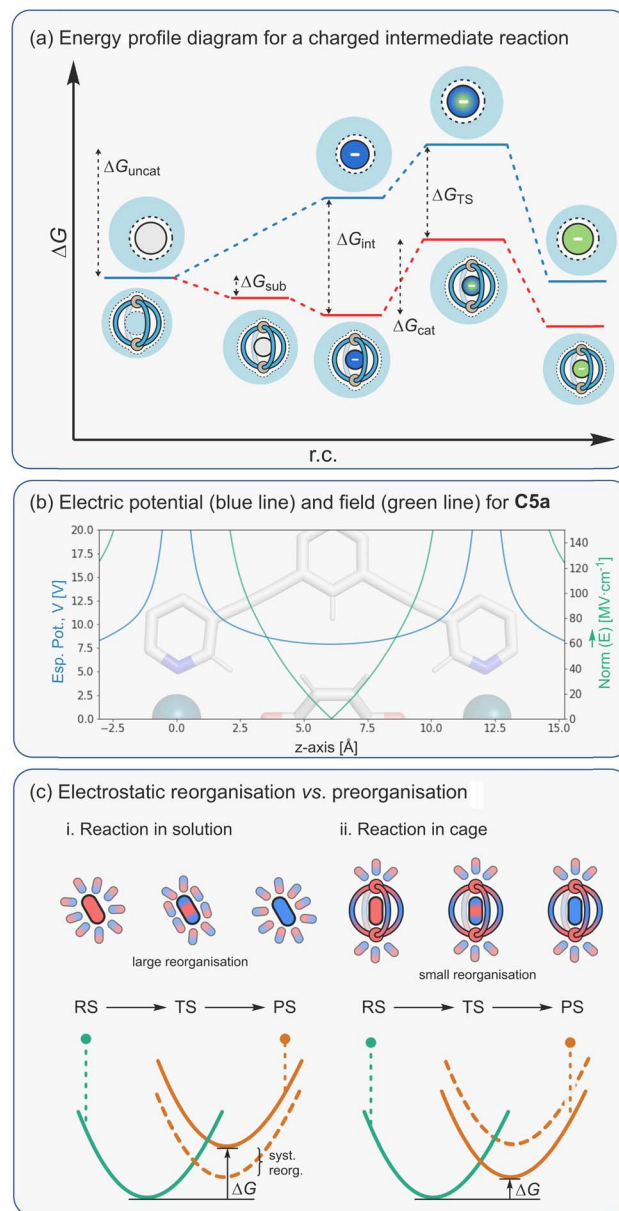 (a) Energy profile diagram for a charged intermediate reaction
ΔG
ΔGuncat
ΔGsub
ΔGint
ΔGTS
ΔGcat
r.c.
(b) Electric potential (blue line) and field (green line) for C5a
Esp. Pot., V [V]
20.0
17.5
15.0
12.5
10.0
7.5
5.0
2.5
0.0
140
120
100
80
60
40
20
0
Norm (E) [MV·cm⁻¹]
−2.5
0.0
2.5
5.0
7.5
10.0
12.5
15.0
z-axis [Å]
(c) Electrostatic reorganisation vs. preorganisation
i. Reaction in solution
ii. Reaction in cage
large reorganisation
small reorganisation
RS TS PS
RS TS PS
syst.
reorg.
ΔG
ΔG